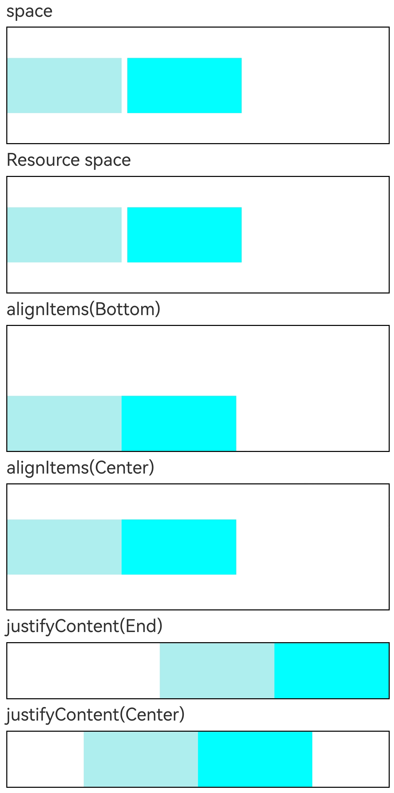 space
Resource space
alignItems(Bottom)
alignItems(Center)
justifyContent(End)
justifyContent(Center)